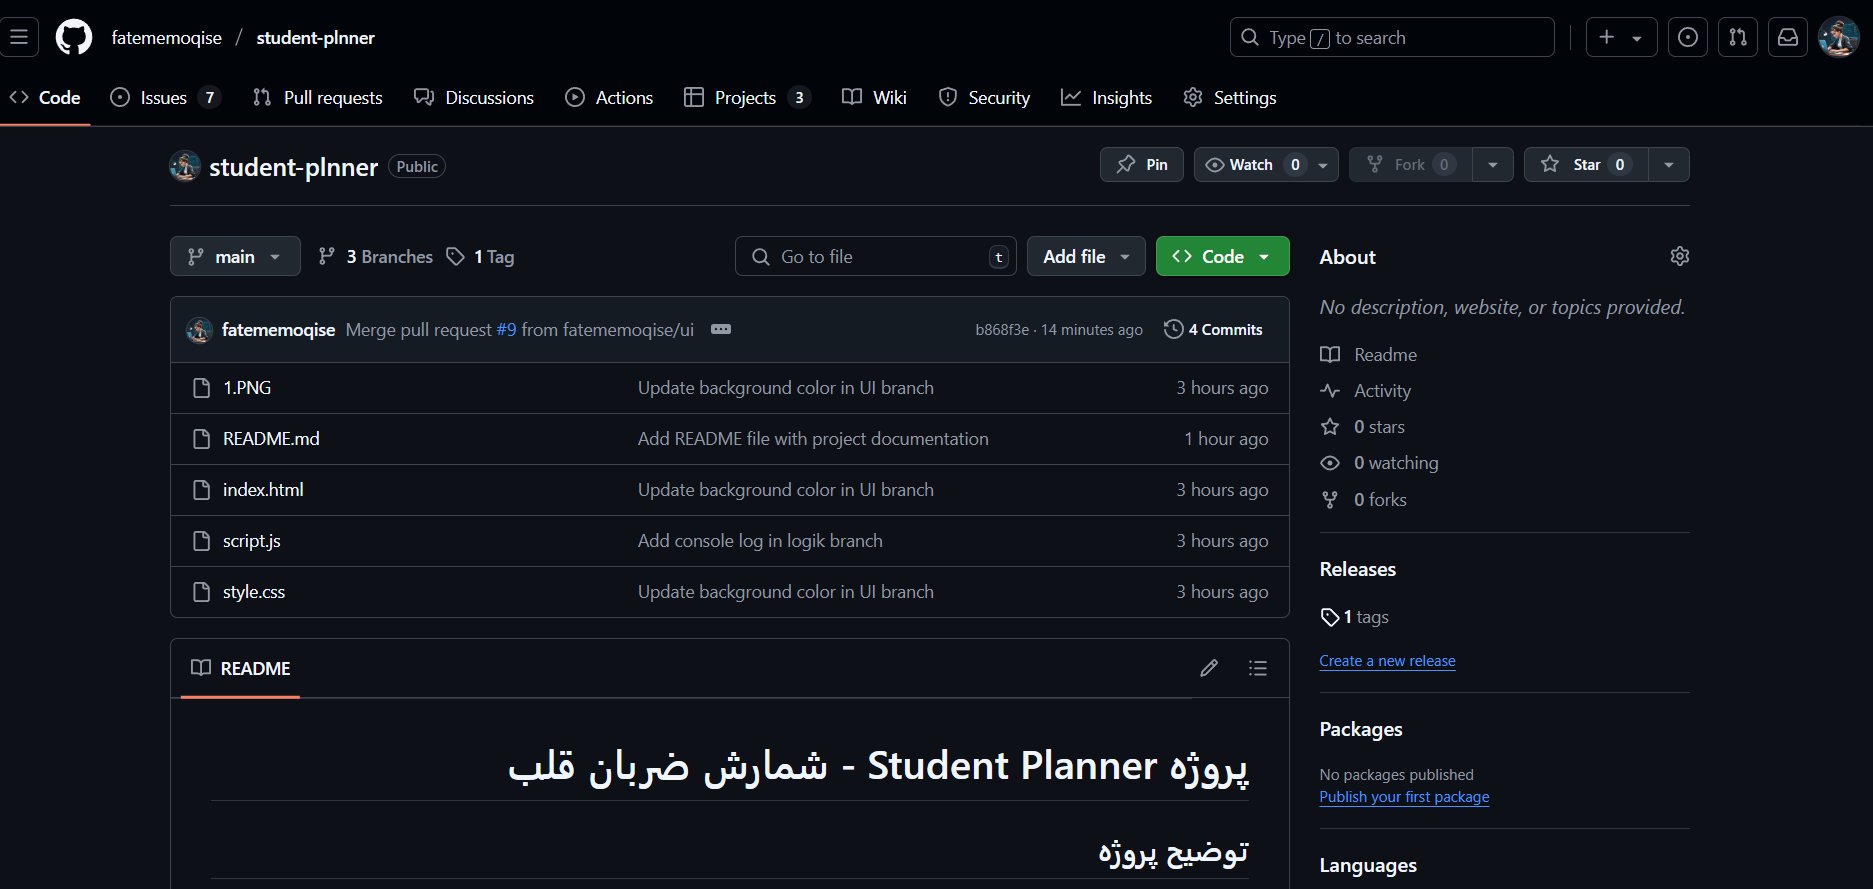 fatememoqise / student-plnner
Type / to search
Code
Issues 7
Pull requests
Discussions
Actions
Projects 3
Wiki
Security
Insights
Settings
student-plnner Public
Pin
Watch 0
Fork 0
Star 0
main
3 Branches
1 Tag
Go to file t
Add file
Code
fatememoqise Merge pull request #9 from fatememoqise/ui b868f3e · 14 minutes ago 4 Commits
1.PNG Update background color in UI branch 3 hours ago
README.md Add README file with project documentation 1 hour ago
index.html Update background color in UI branch 3 hours ago
script.js Add console log in logik branch 3 hours ago
style.css Update background color in UI branch 3 hours ago
README
پروژه Student Planner - شمارش ضربان قلب
توضیح پروژه
About
No description, website, or topics provided.
Readme
Activity
0 stars
0 watching
0 forks
Releases
1 tags
Create a new release
Packages
No packages published
Publish your first package
Languages